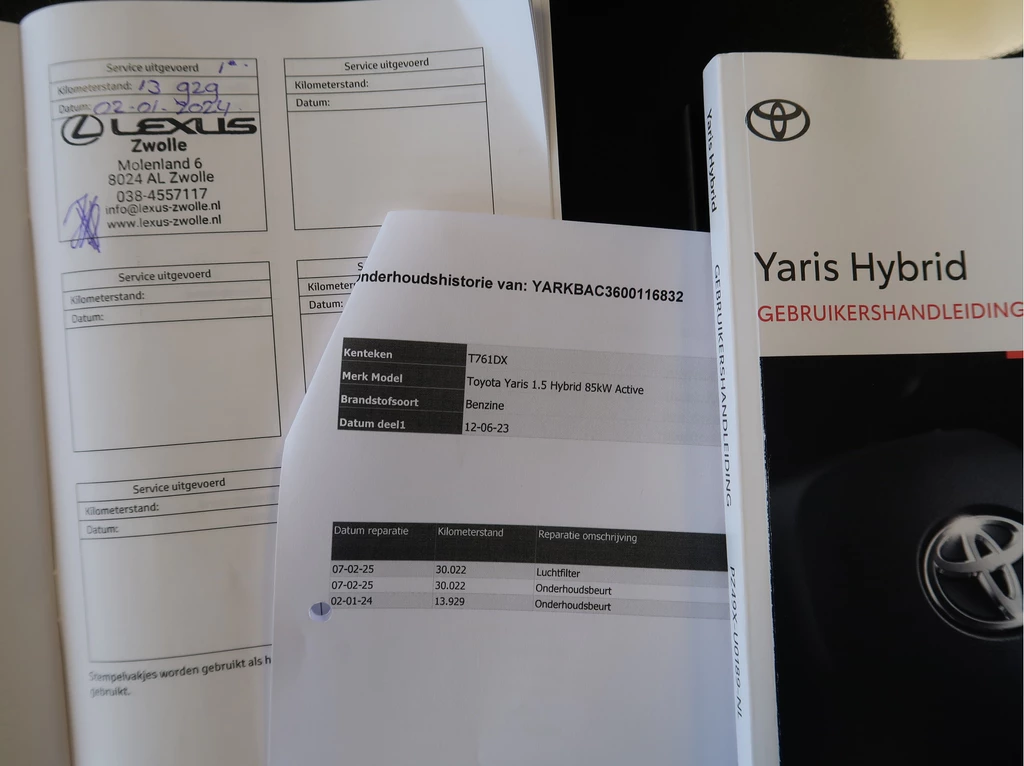 Service uitgevoerd 1e
Kilometerstand: 13 929
Datum: 02-01-2024
LEXUS
Zwolle
Molenland 6
8024 AL Zwolle
038-4557117
info@lexus-zwolle.nl
www.lexus-zwolle.nl
Service uitgevoerd
Kilometerstand:
Datum:
Service uitgevoerd
Kilometerstand:
Datum:
S
Kilometer
Datum:
Service uitgevoerd
Kilometerstand:
Datum:
Stempelvakjes worden gebruikt als h
gebruikt.
nderhoudshistorie van: YARKBAC3600116832
Kenteken T761DX
Merk Model Toyota Yaris 1.5 Hybrid 85kW Active
Brandstofsoort Benzine
Datum deel1 12-06-23
Datum reparatie Kilometerstand Reparatie omschrijving
07-02-25 30.022 Luchtfilter
07-02-25 30.022 Onderhoudsbeurt
02-01-24 13.929 Onderhoudsbeurt
Yaris Hybrid GEBRUIKERSHANDLEIDING PZ49X-U0189-NL
Yaris Hybrid
GEBRUIKERSHANDLEIDING